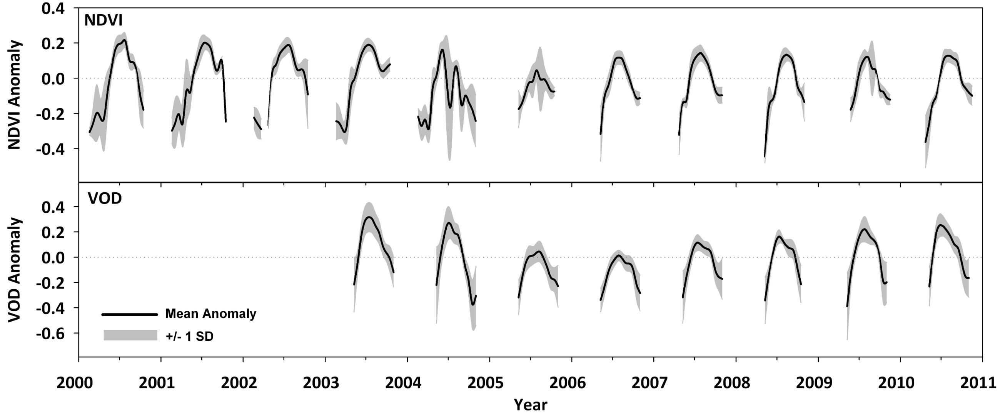 NDVI
NDVI Anomaly
0.4
0.2
0.0
-0.2
-0.4
VOD
VOD Anomaly
0.4
0.2
0.0
-0.2
-0.4
-0.6
Mean Anomaly
+/- 1 SD
2000 2001 2002 2003 2004 2005 2006 2007 2008 2009 2010 2011
Year